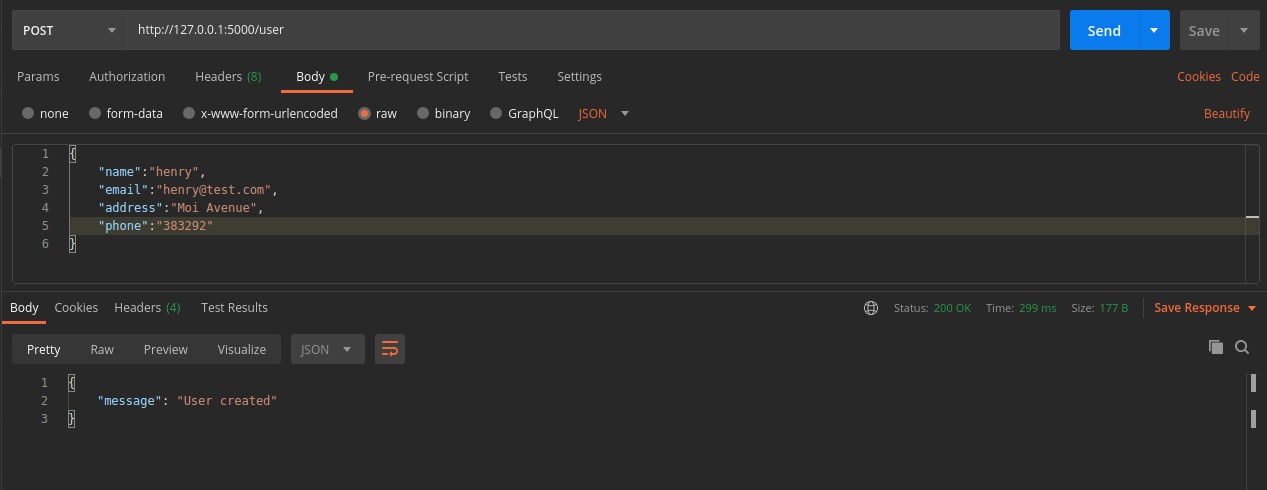 POST http://127.0.0.1:5000/user Send Save
Params Authorization Headers (8) Body Pre-request Script Tests Settings Cookies Code
none form-data x-www-form-urlencoded raw binary GraphQL JSON Beautify
1 {
2 "name":"henry",
3 "email":"henry@test.com",
4 "address":"Moi Avenue",
5 "phone":"383292"
6 }
Body Cookies Headers (4) Test Results Status: 200 OK Time: 299 ms Size: 177 B Save Response
Pretty Raw Preview Visualize JSON
1 {
2 "message": "User created"
3 }